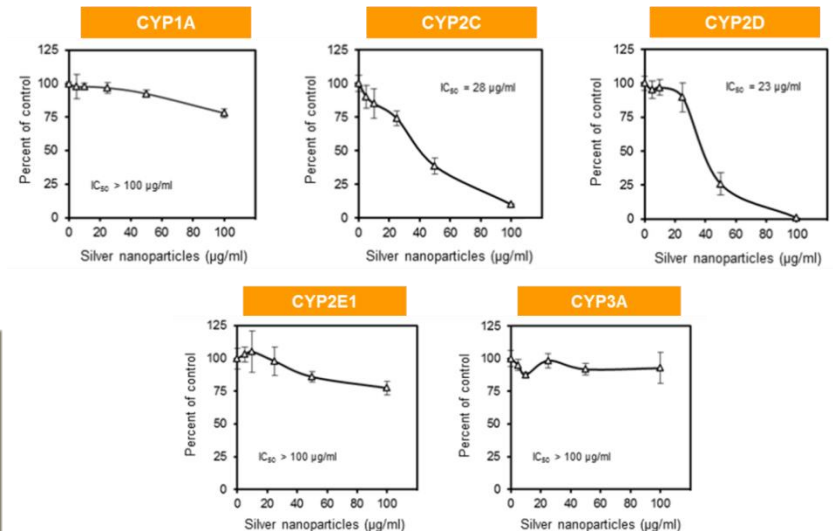 CYP1A
125
100
75
50
25
0
Percent of control
IC50 > 100 µg/ml
0 20 40 60 80 100
Silver nanoparticles (µg/ml)
CYP2C
125
100
75
50
25
0
Percent of control
IC50 = 28 µg/ml
0 20 40 60 80 100
Silver nanoparticles (µg/ml)
CYP2D
125
100
75
50
25
0
Percent of control
IC50 = 23 µg/ml
0 20 40 60 80 100
Silver nanoparticles (µg/ml)
CYP2E1
125
100
75
50
25
0
Percent of control
IC50 > 100 µg/ml
0 20 40 60 80 100
Silver nanoparticles (µg/ml)
CYP3A
125
100
75
50
25
0
Percent of control
IC50 > 100 µg/ml
0 20 40 60 80 100
Silver nanoparticles (µg/ml)